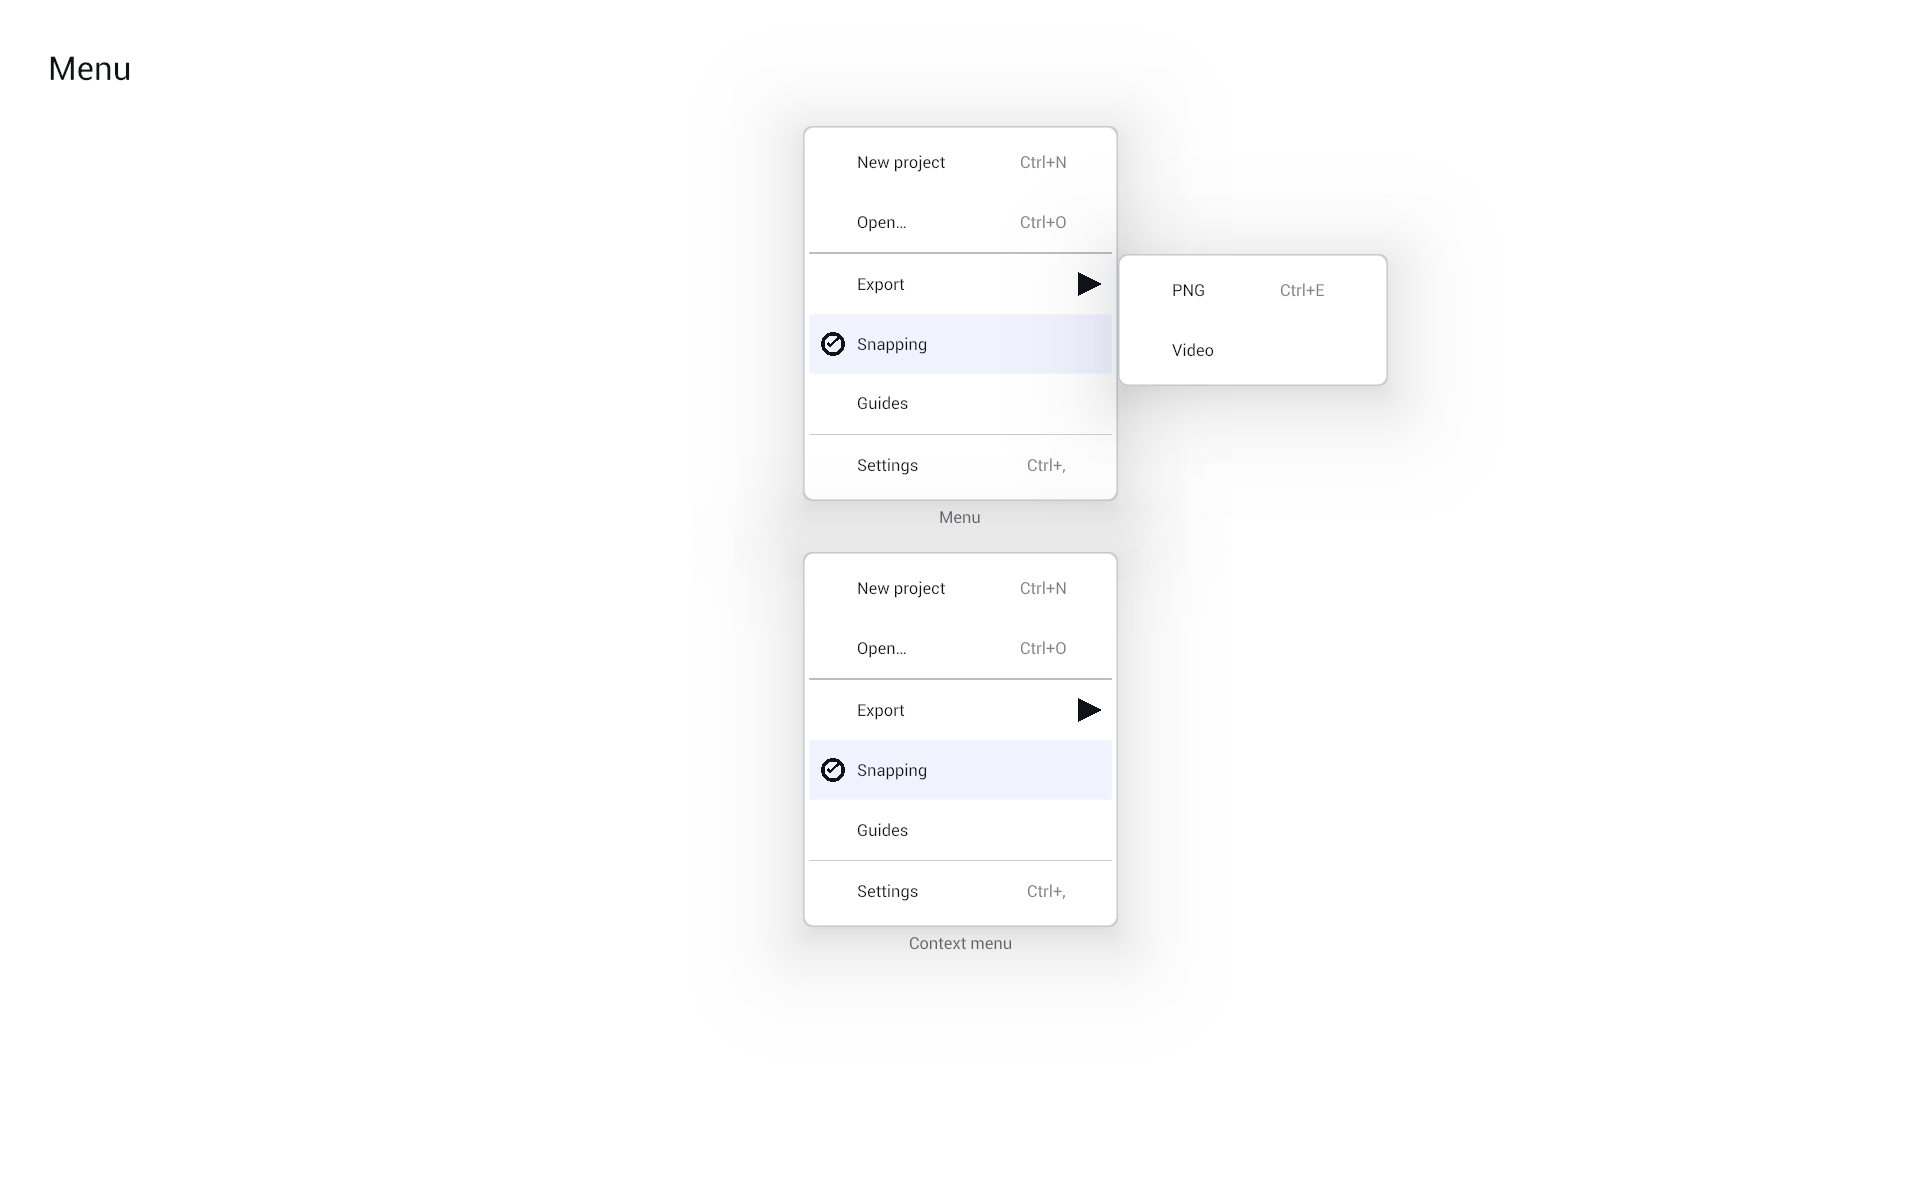 Menu
New project Ctrl+N
Open... Ctrl+O
Export
PNG Ctrl+E
Snapping
Video
Guides
Settings Ctrl+,
Menu
New project Ctrl+N
Open... Ctrl+O
Export
Snapping
Guides
Settings Ctrl+,
Context menu